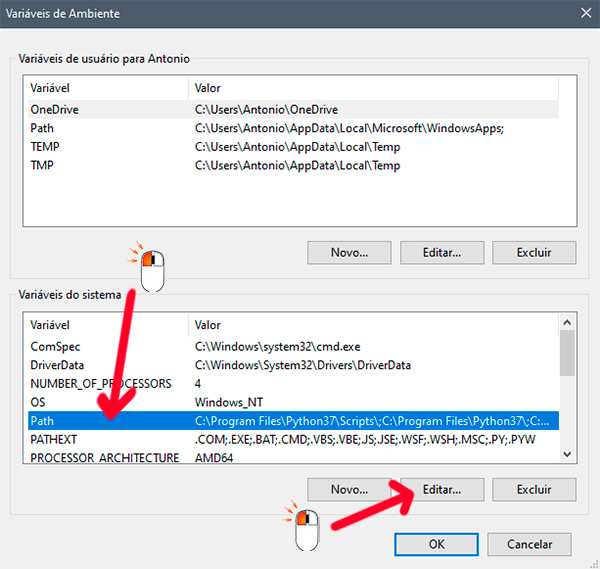 Variáveis de Ambiente
Variáveis de usuário para Antonio
Variável Valor
OneDrive C:\Users\Antonio\OneDrive
Path C:\Users\Antonio\AppData\Local\Microsoft\WindowsApps;
TEMP C:\Users\Antonio\AppData\Local\Temp
TMP C:\Users\Antonio\AppData\Local\Temp
Novo... Editar... Excluir
Variáveis do sistema
Variável Valor
ComSpec C:\Windows\system32\cmd.exe
DriverData C:\Windows\System32\Drivers\DriverData
NUMBER_OF_PROCESSORS 4
OS Windows_NT
Path C:\Program Files\Python37\Scripts\;C:\Program Files\Python37\;C:...
PATHEXT .COM;.EXE;.BAT;.CMD;.VBS;.VBE;.JS;.JSE;.WSF;.WSH;.MSC;.PY;.PYW
PROCESSOR_ARCHITECTURE AMD64
Novo... Editar... Excluir
OK Cancelar